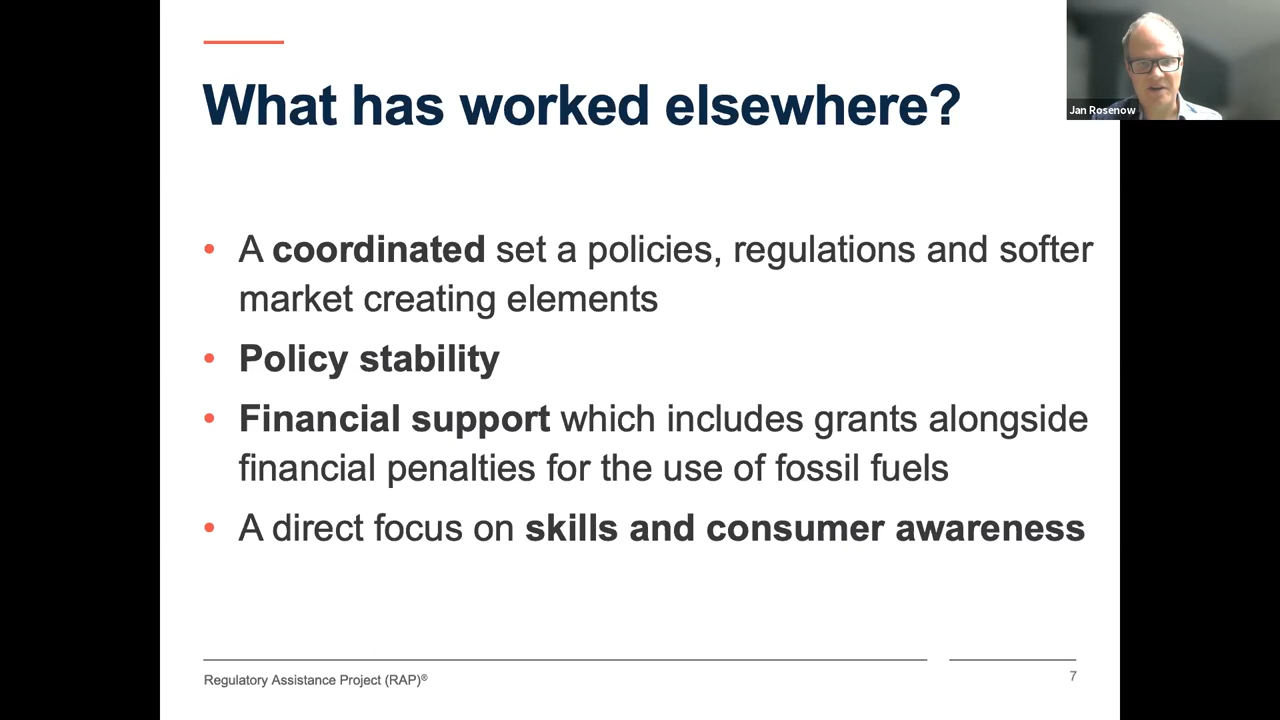 What has worked elsewhere?
Jan Rosenow
• A coordinated set a policies, regulations and softer
market creating elements
• Policy stability
• Financial support which includes grants alongside
financial penalties for the use of fossil fuels
• A direct focus on skills and consumer awareness
Regulatory Assistance Project (RAP)®
7